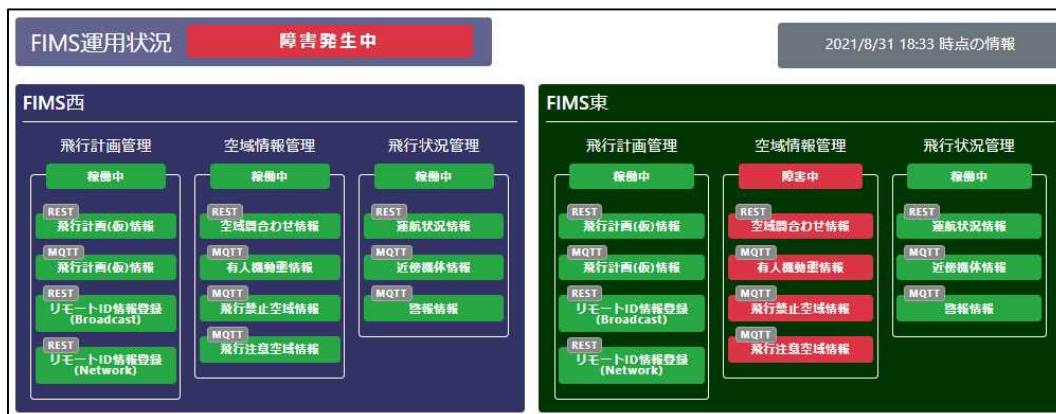 FIMS運用状況
障害発生中
2021/8/31 18:33 時点の情報
FIMS西
飛行計画管理
稼働中
REST
飛行計画(仮)情報
MQTT
飛行計画(仮)情報
REST
リモートID情報登録
(Broadcast)
REST
リモートID情報登録
(Network)
空域情報管理
稼働中
REST
空域問合わせ情報
MQTT
有人機動態情報
MQTT
飛行禁止空域情報
MQTT
飛行注意空域情報
飛行状況管理
稼働中
REST
運航状況情報
MQTT
近傍機体情報
MQTT
警報情報
FIMS東
飛行計画管理
稼働中
REST
飛行計画(仮)情報
MQTT
飛行計画(仮)情報
REST
リモートID情報登録
(Broadcast)
REST
リモートID情報登録
(Network)
空域情報管理
障害中
REST
空域問合わせ情報
MQTT
有人機動態情報
MQTT
飛行禁止空域情報
MQTT
飛行注意空域情報
飛行状況管理
稼働中
REST
運航状況情報
MQTT
近傍機体情報
MQTT
警報情報